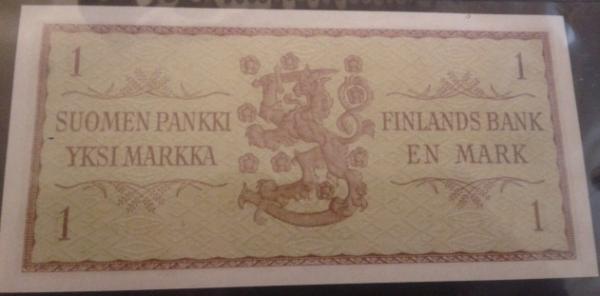 1 1
SUOMEN PANKKI FINLANDS BANK
YKSI MARKKA EN MARK
1 1